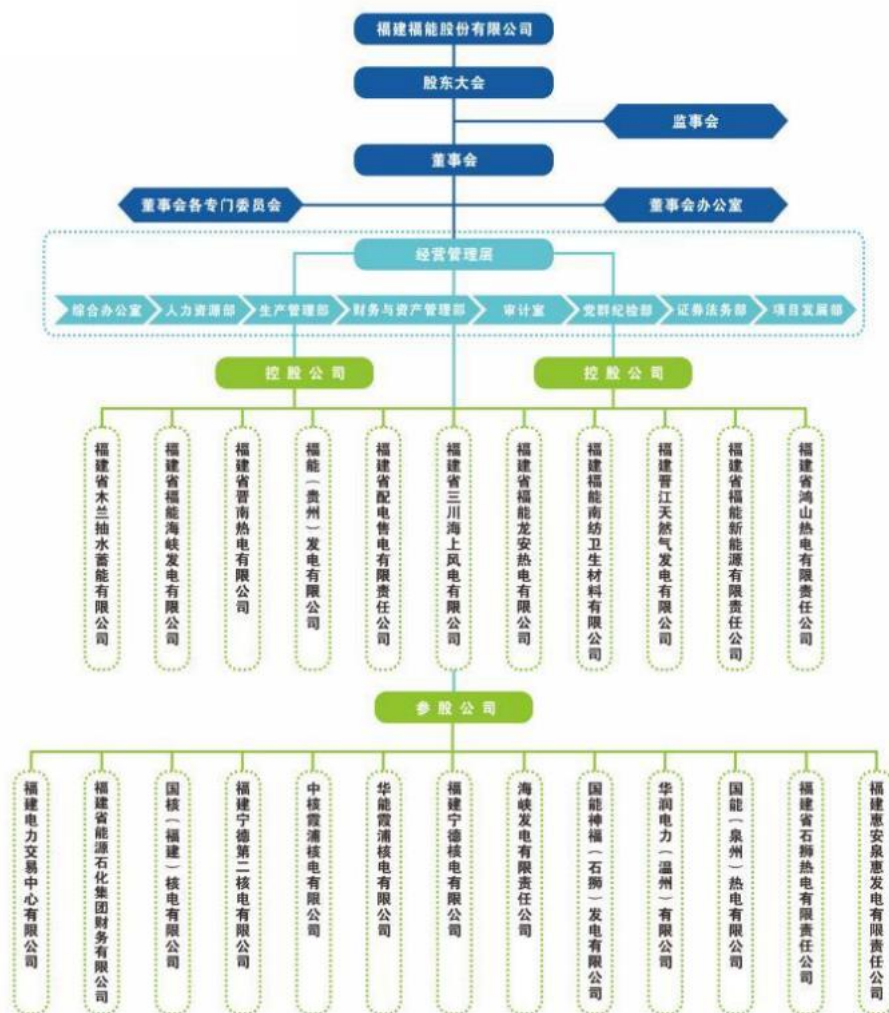 福建福能股份有限公司
股东大会
监事会
董事会
董事会各专门委员会
董事会办公室
经营管理层
综合办公室
人力资源部
生产管理部
财务与资产管理部
审计室
党群纪检部
证券法务部
项目发展部
控股公司
控股公司
福建省木兰抽水蓄能有限公司
福建省福能海峡发电有限公司
福建省晋南热电有限公司
福能（贵州）发电有限公司
福建省配电售电有限责任公司
福建省三川海上风电有限公司
福建省福能龙安热电有限公司
福建福能南纺卫生材料有限公司
福建晋江天然气发电有限公司
福建省福能新能源有限责任公司
福建省鸿山热电有限责任公司
参股公司
福建电力交易中心有限公司
福建省能源石化集团财务有限公司
国核（福建）核电有限公司
福建宁德第二核电有限公司
中核霞浦核电有限公司
华能霞浦核电有限公司
福建宁德核电有限公司
海峡发电有限责任公司
国能神福（石狮）发电有限公司
华润电力（温州）有限公司
国能（泉州）热电有限公司
福建省石狮热电有限责任公司
福建惠安泉惠发电有限责任公司